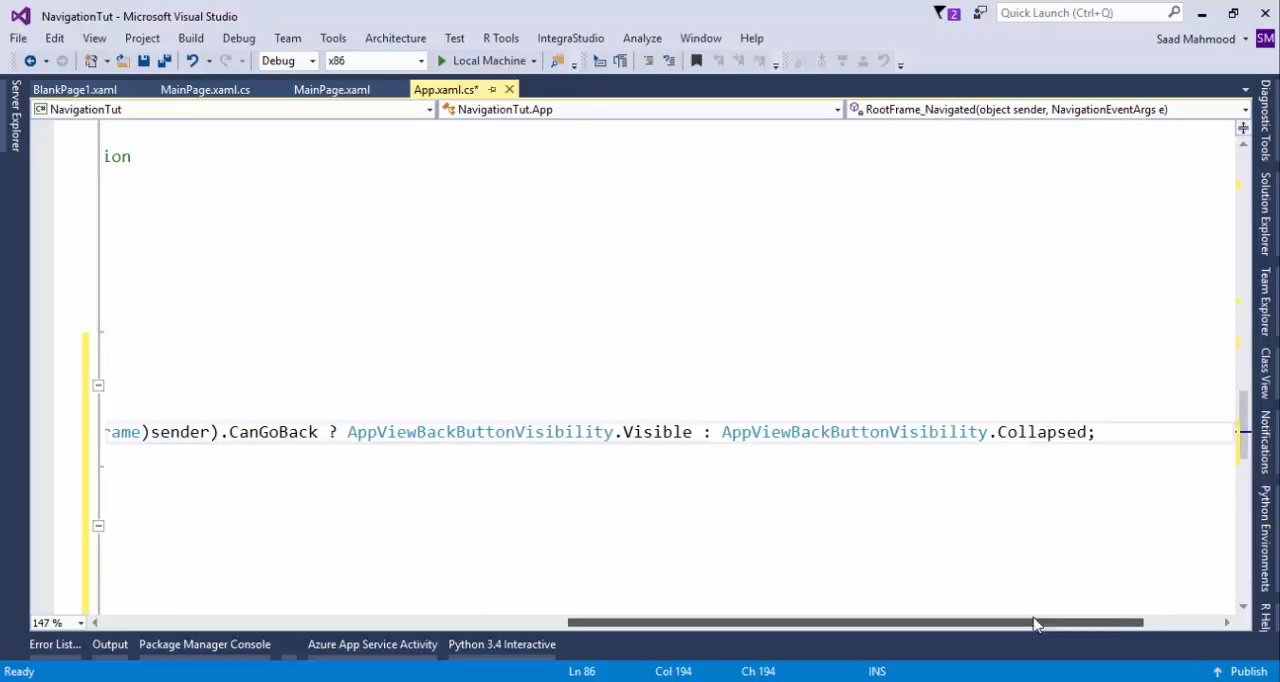 NavigationTut - Microsoft Visual Studio
2
Quick Launch (Ctrl+Q)
File Edit View Project Build Debug Team Tools Architecture Test R Tools IntegraStudio Analyze Window Help
Saad Mahmood SM
Debug x86 Local Machine
BlankPage1.xaml MainPage.xaml.cs MainPage.xaml App.xaml.cs*
C# NavigationTut NavigationTut.App RootFrame_Navigated(object sender, NavigationEventArgs e)
Server Explorer
ion
ame)sender).CanGoBack ? AppViewBackButtonVisibility.Visible : AppViewBackButtonVisibility.Collapsed;
Diagnostic Tools
Solution Explorer
Team Explorer
Class View
Notifications
Python Environments
R Help
147 %
Error List... Output Package Manager Console Azure App Service Activity Python 3.4 Interactive
Ready Ln 86 Col 194 Ch 194 INS Publish